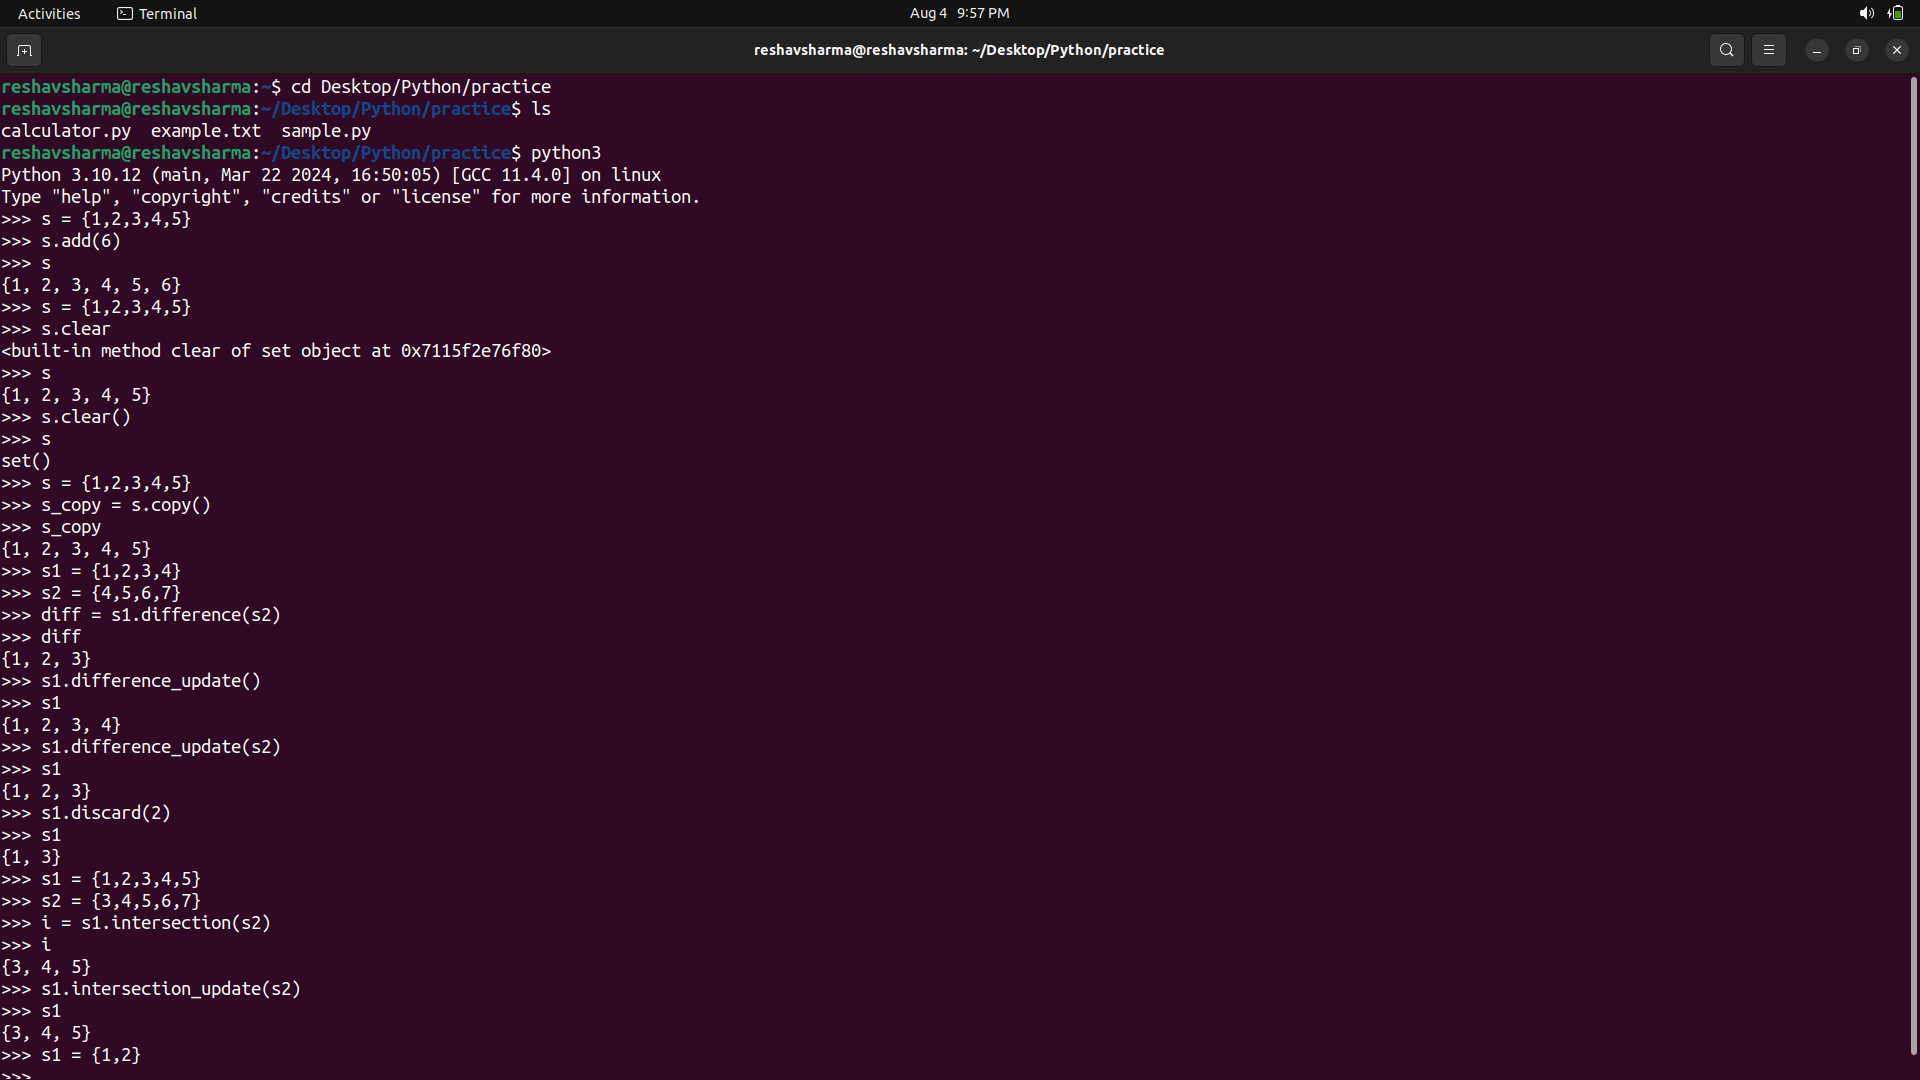 Activities Terminal Aug 4 9:57 PM
reshavsharma@reshavsharma: ~/Desktop/Python/practice
reshavsharma@reshavsharma:~$ cd Desktop/Python/practice
reshavsharma@reshavsharma:~/Desktop/Python/practice$ ls
calculator.py  example.txt  sample.py
reshavsharma@reshavsharma:~/Desktop/Python/practice$ python3
Python 3.10.12 (main, Mar 22 2024, 16:50:05) [GCC 11.4.0] on linux
Type "help", "copyright", "credits" or "license" for more information.
>>> s = {1,2,3,4,5}
>>> s.add(6)
>>> s
{1, 2, 3, 4, 5, 6}
>>> s = {1,2,3,4,5}
>>> s.clear
<built-in method clear of set object at 0x7115f2e76f80>
>>> s
{1, 2, 3, 4, 5}
>>> s.clear()
>>> s
set()
>>> s = {1,2,3,4,5}
>>> s_copy = s.copy()
>>> s_copy
{1, 2, 3, 4, 5}
>>> s1 = {1,2,3,4}
>>> s2 = {4,5,6,7}
>>> diff = s1.difference(s2)
>>> diff
{1, 2, 3}
>>> s1.difference_update()
>>> s1
{1, 2, 3, 4}
>>> s1.difference_update(s2)
>>> s1
{1, 2, 3}
>>> s1.discard(2)
>>> s1
{1, 3}
>>> s1 = {1,2,3,4,5}
>>> s2 = {3,4,5,6,7}
>>> i = s1.intersection(s2)
>>> i
{3, 4, 5}
>>> s1.intersection_update(s2)
>>> s1
{3, 4, 5}
>>> s1 = {1,2}
>>>